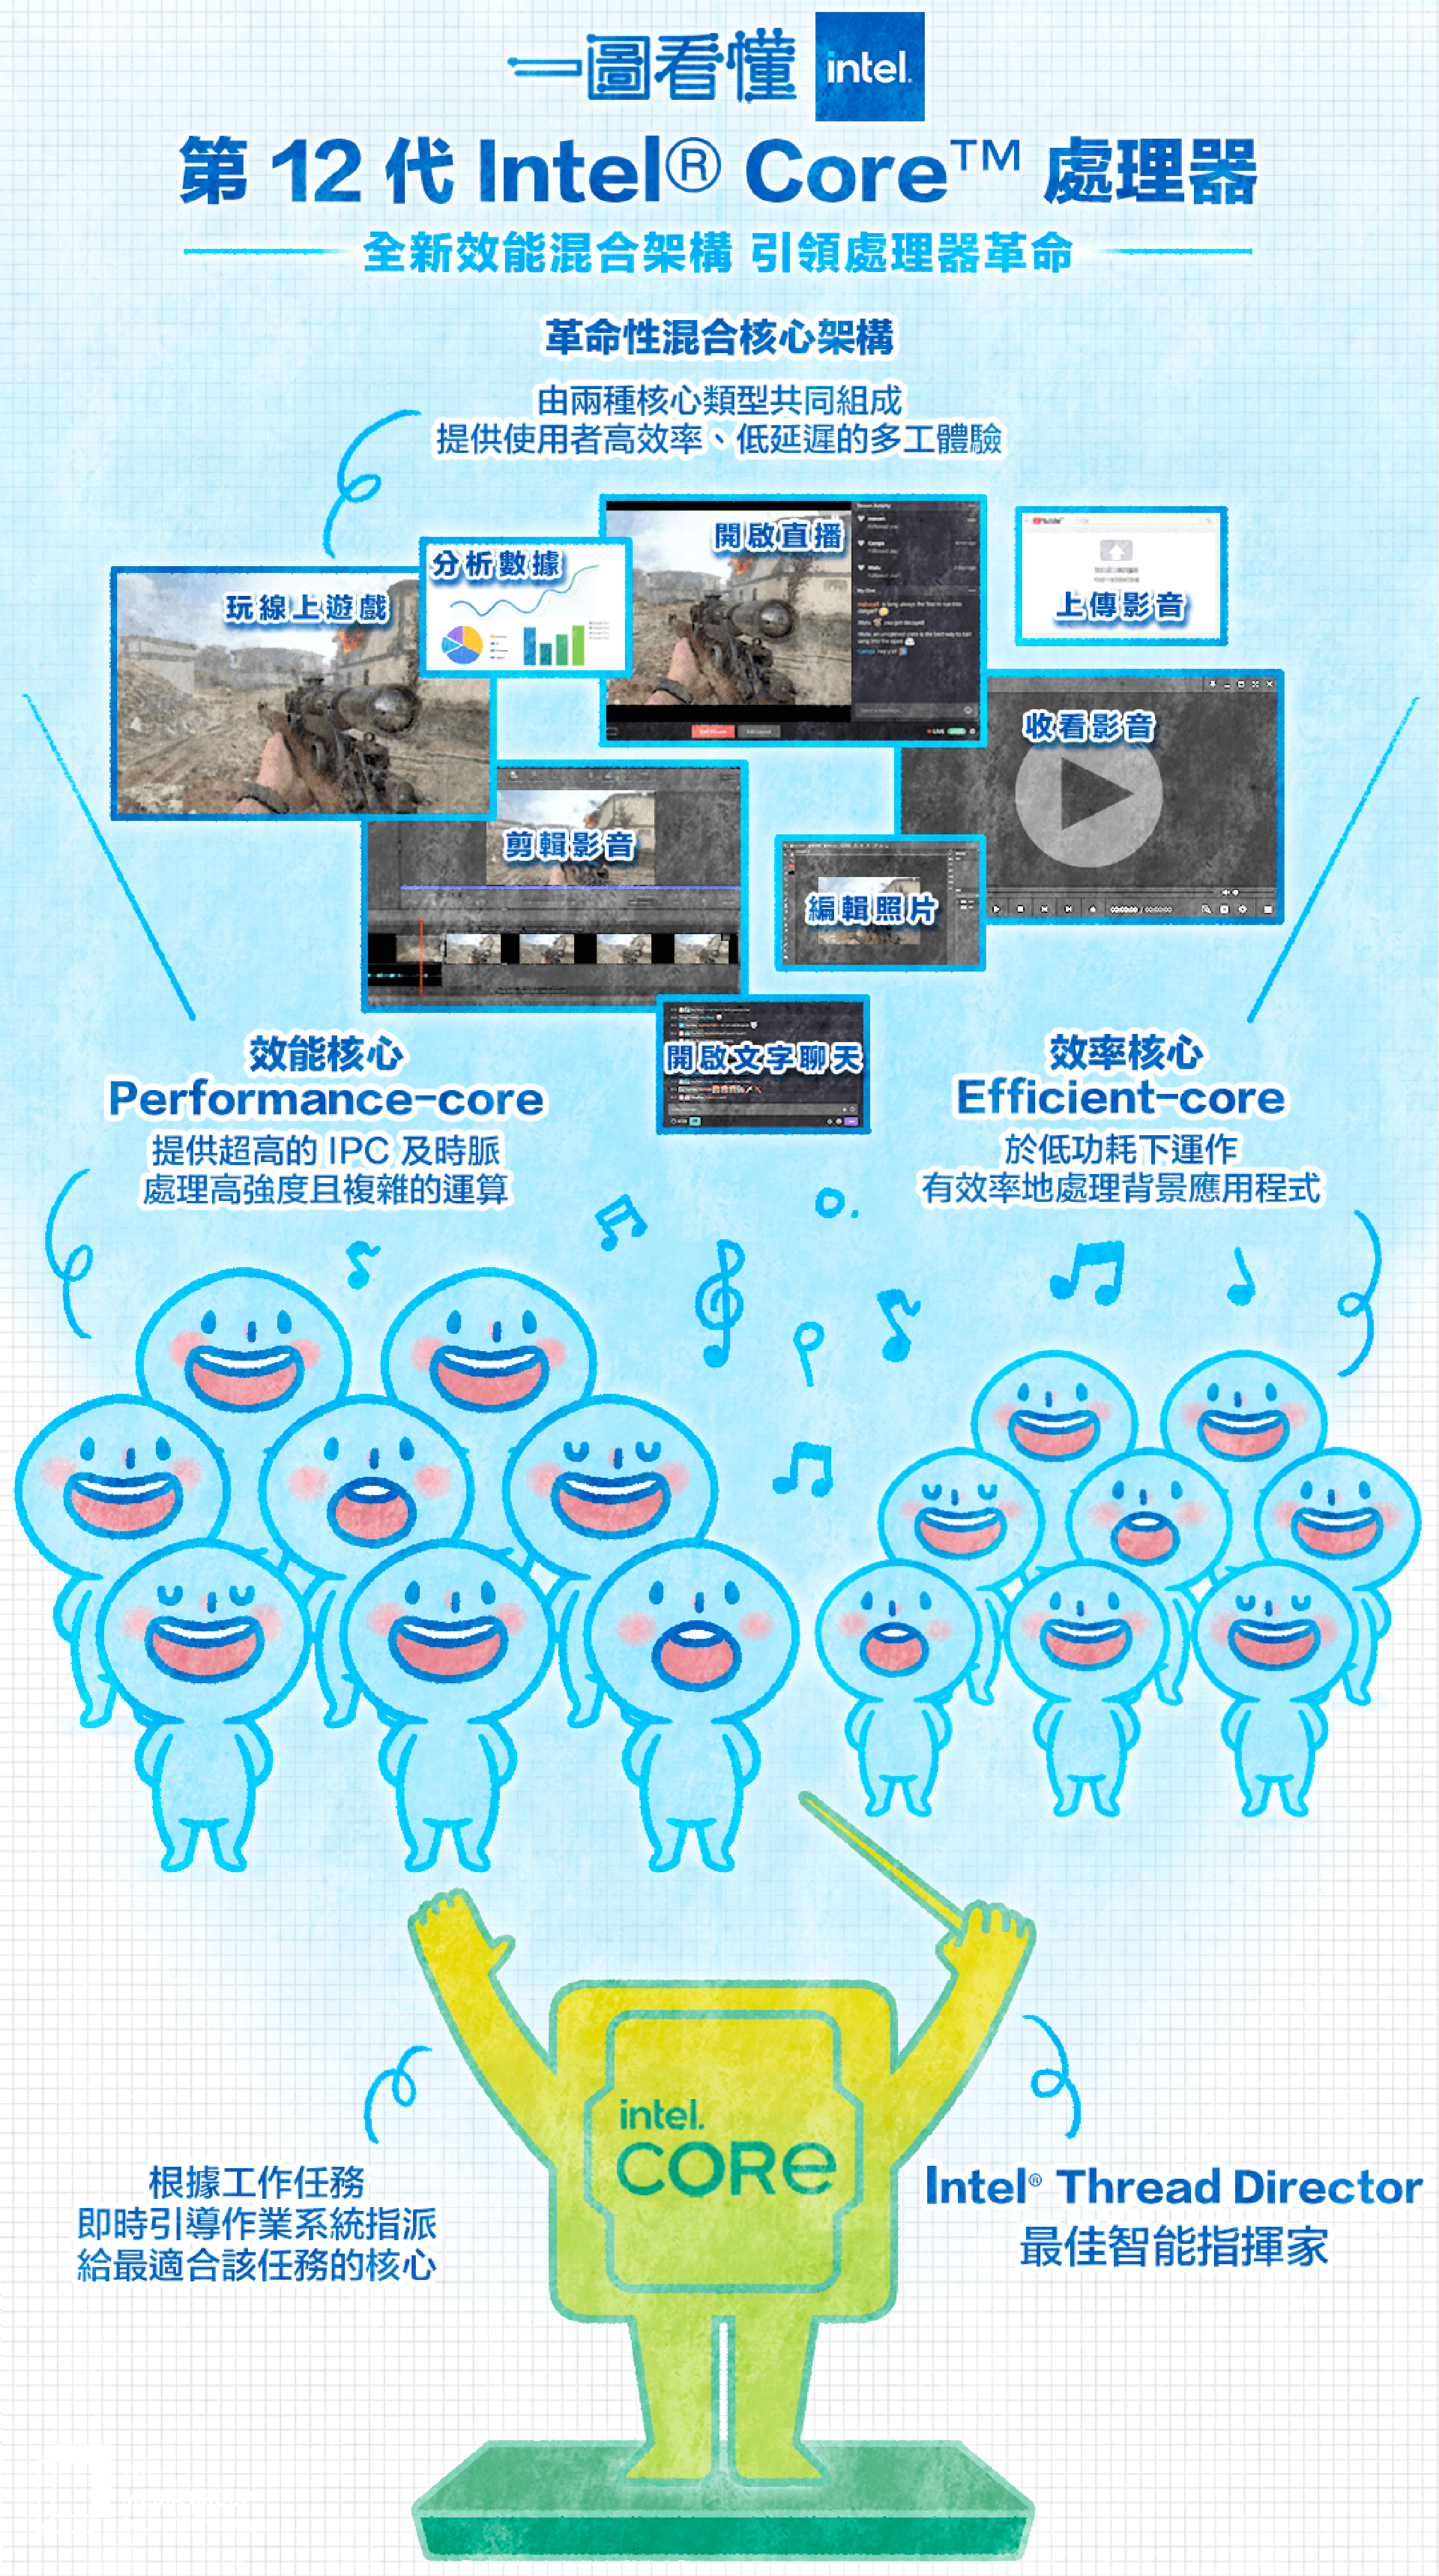 一圖看懂 intel.
第 12 代 Intel® Core™ 處理器
全新效能混合架構 引領處理器革命
革命性混合核心架構
由兩種核心類型共同組成
提供使用者高效率、低延遲的多工體驗
玩線上遊戲
分析數據
開啟直播
上傳影音
收看影音
剪輯影音
編輯照片
開啟文字聊天
效能核心
Performance-core
提供超高的 IPC 及時脈
處理高強度且複雜的運算
效率核心
Efficient-core
於低功耗下運作
有效率地處理背景應用程式
intel.
CORe
根據工作任務
即時引導作業系統指派
給最適合該任務的核心
Intel® Thread Director
最佳智能指揮家